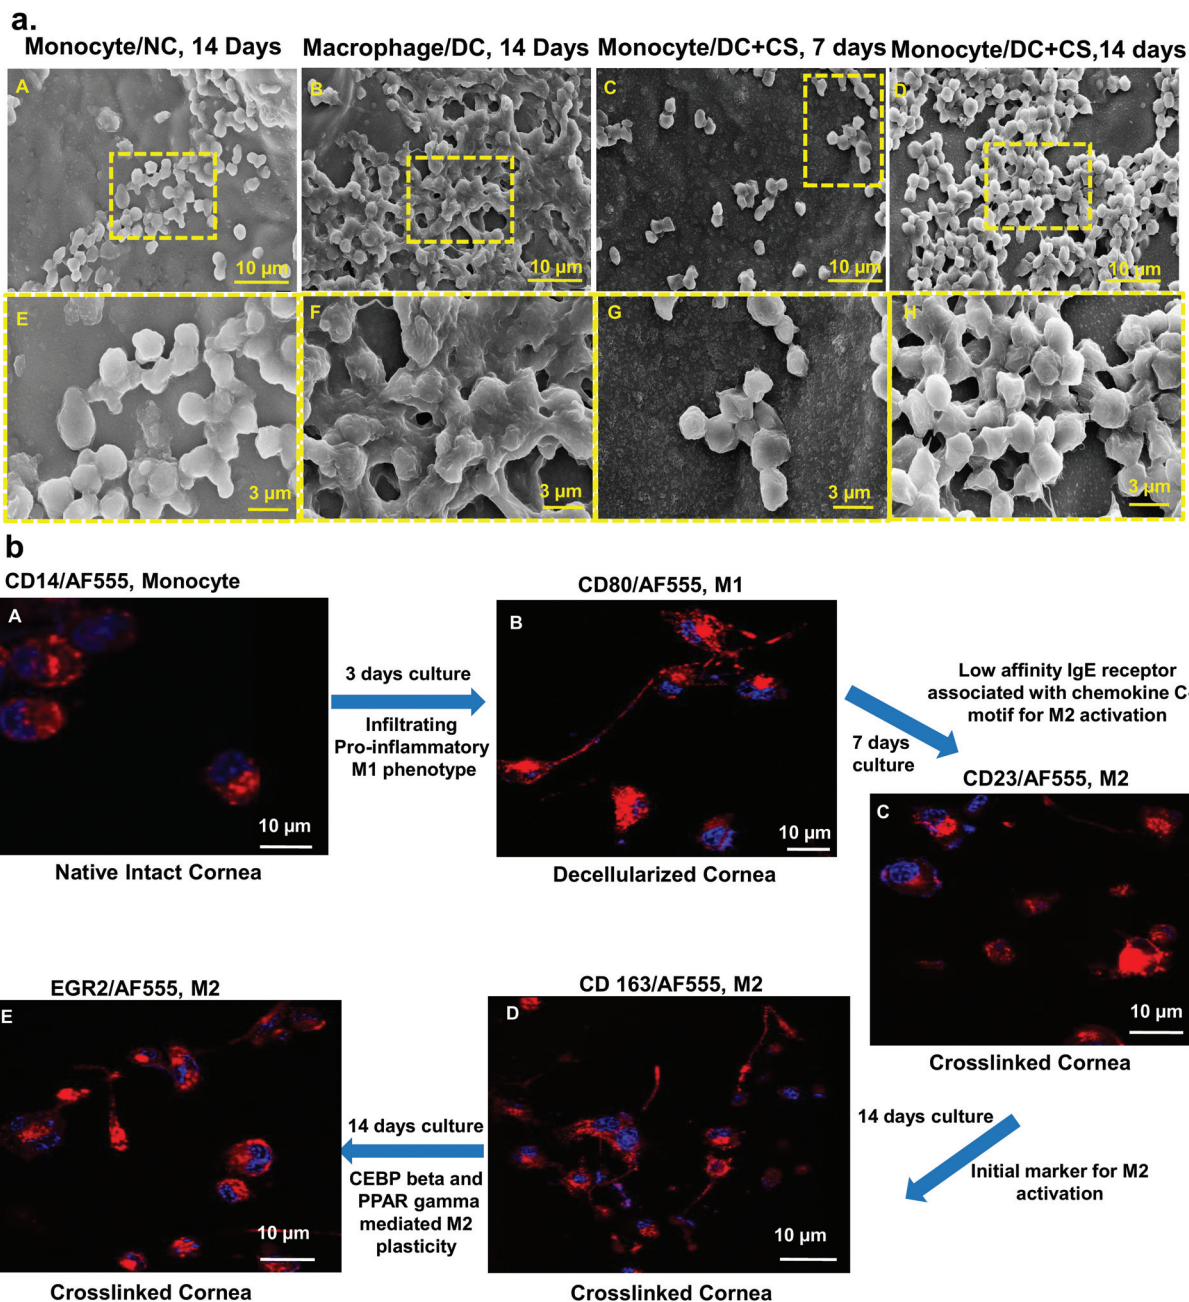 a.
Monocyte/NC, 14 Days
Macrophage/DC, 14 Days
Monocyte/DC+CS, 7 days
Monocyte/DC+CS,14 days
A
B
C
D
10 µm
10 µm
10 µm
10 µm
E
F
G
H
3 µm
3 µm
3 µm
3 µm
b
CD14/AF555, Monocyte
A
10 µm
Native Intact Cornea
3 days culture
Infiltrating
Pro-inflammatory
M1 phenotype
CD80/AF555, M1
B
10 µm
Decellularized Cornea
7 days
culture
Low affinity IgE receptor
associated with chemokine C-
motif for M2 activation
CD23/AF555, M2
C
10 µm
Crosslinked Cornea
14 days culture
Initial marker for M2
activation
CD 163/AF555, M2
D
10 µm
Crosslinked Cornea
14 days culture
CEBP beta and
PPAR gamma
mediated M2
plasticity
EGR2/AF555, M2
E
10 µm
Crosslinked Cornea